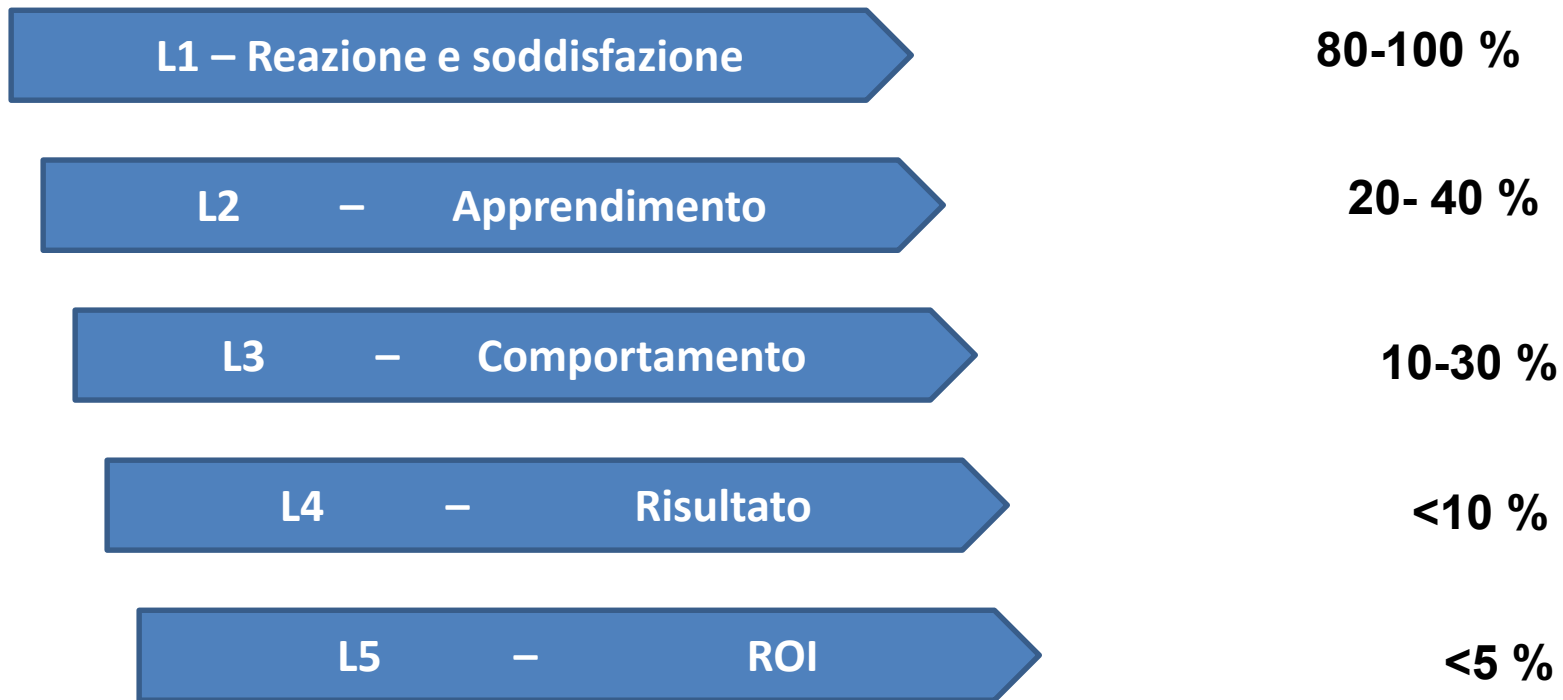 L1 – Reazione e soddisfazione 80-100 %
L2 – Apprendimento 20- 40 %
L3 – Comportamento 10-30 %
L4 – Risultato <10 %
L5 – ROI <5 %